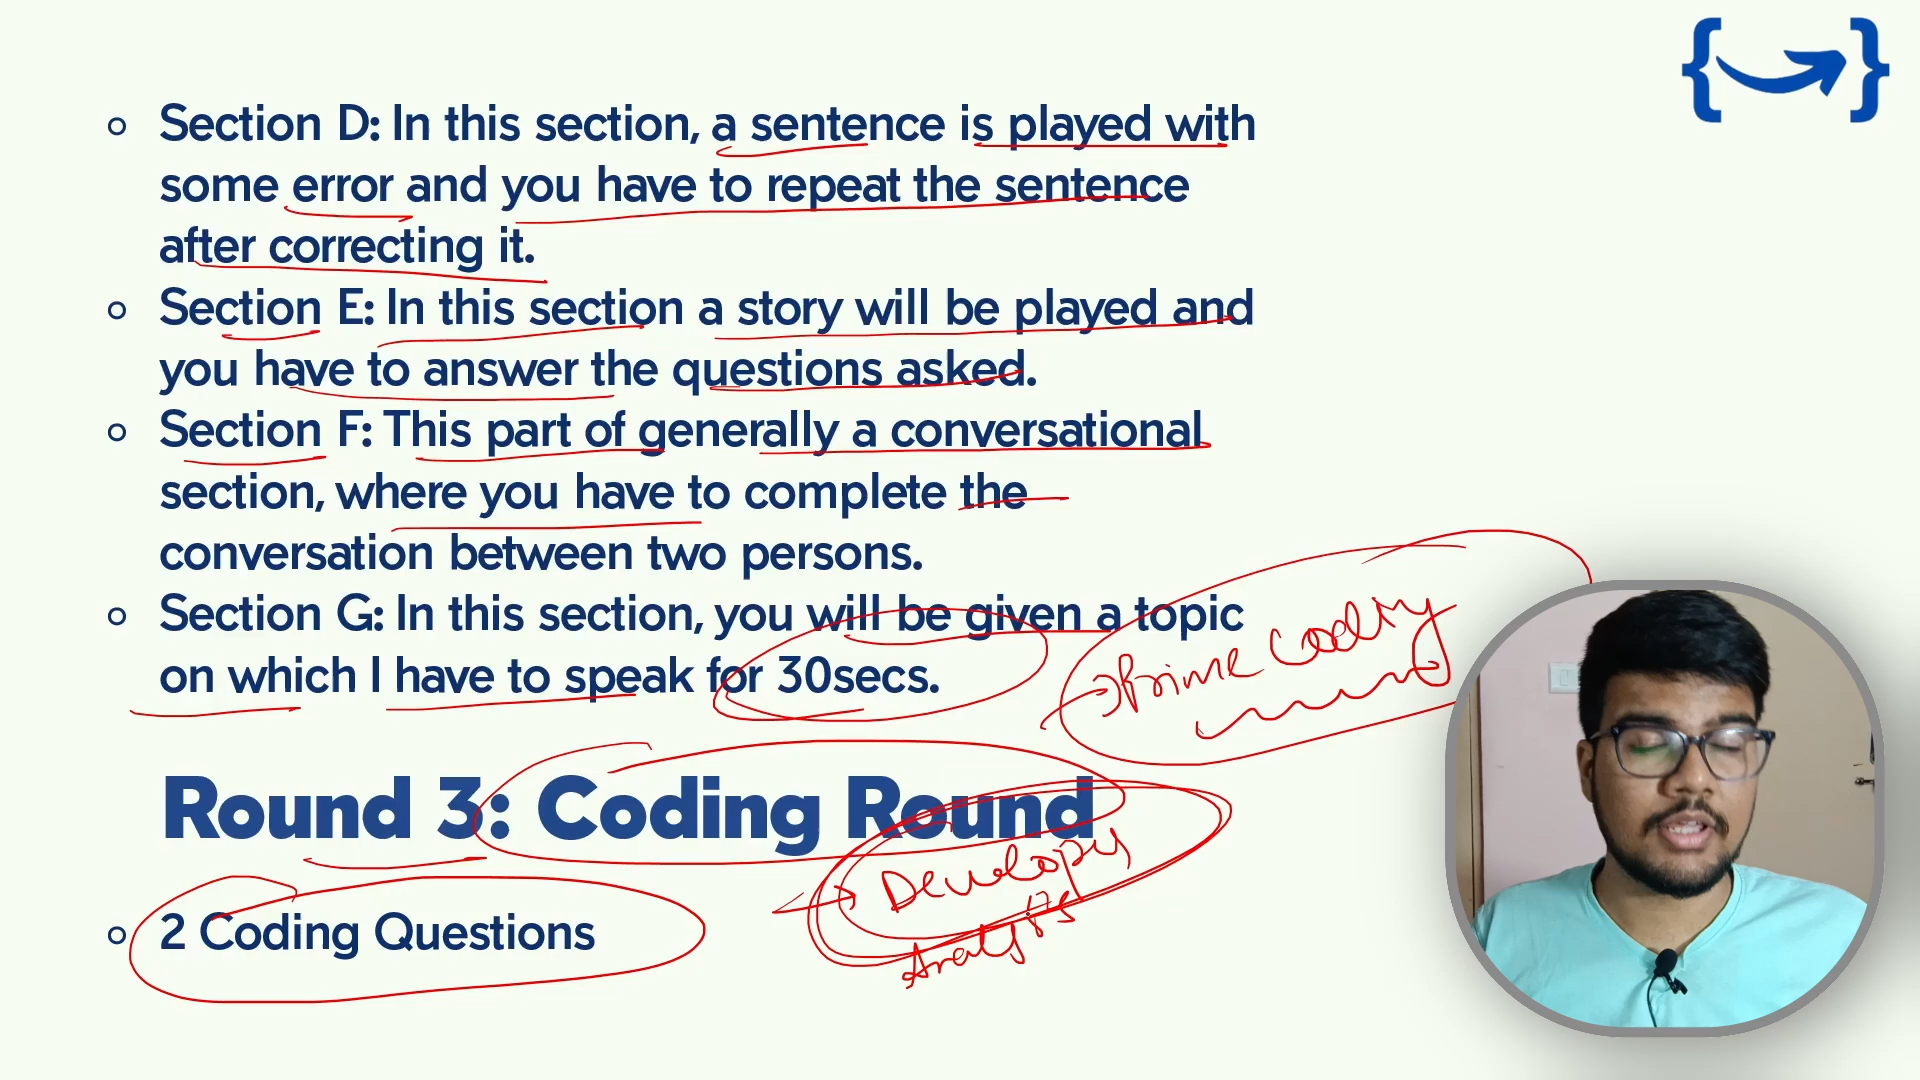 Section D: In this section, a sentence is played with
some error and you have to repeat the sentence
after correcting it.
Section E: In this section a story will be played and
you have to answer the questions asked.
Section F: This part of generally a conversational
section, where you have to complete the
conversation between two persons.
Section G: In this section, you will be given a topic
on which I have to speak for 30secs.
Prime Coding
Round 3: Coding Round
Developer
2 Coding Questions